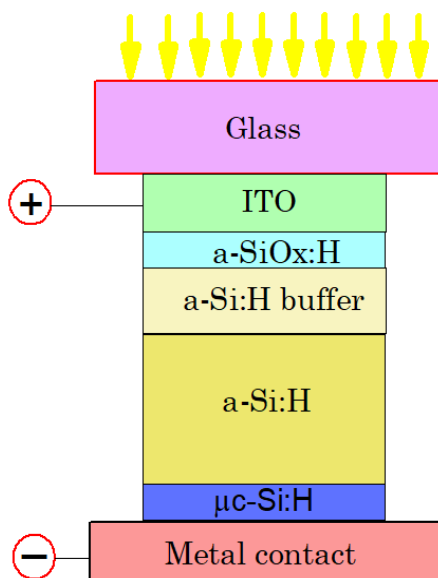 Glass
+
ITO
a-SiOx:H
a-Si:H buffer
a-Si:H
µc-Si:H
−
Metal contact